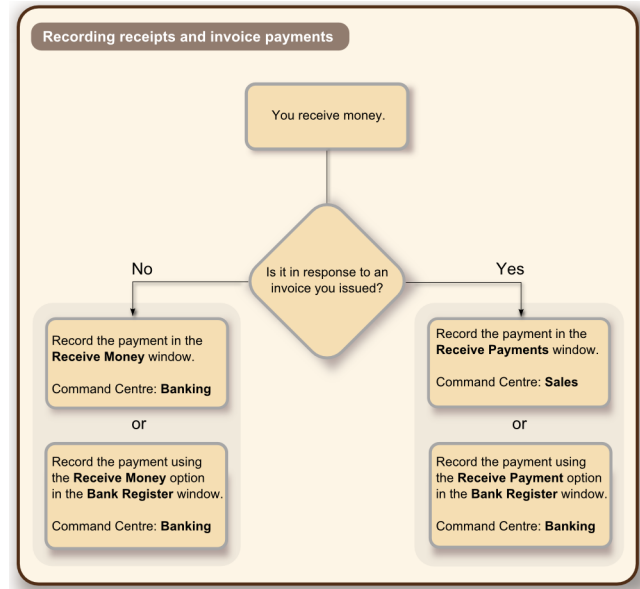 Recording receipts and invoice payments
You receive money.
Is it in response to an
invoice you issued?
No
Yes
Record the payment in the
Receive Money window.
Command Centre: Banking
or
Record the payment using
the Receive Money option
in the Bank Register window.
Command Centre: Banking
Record the payment in the
Receive Payments window.
Command Centre: Sales
or
Record the payment using
the Receive Payment option
in the Bank Register window.
Command Centre: Banking